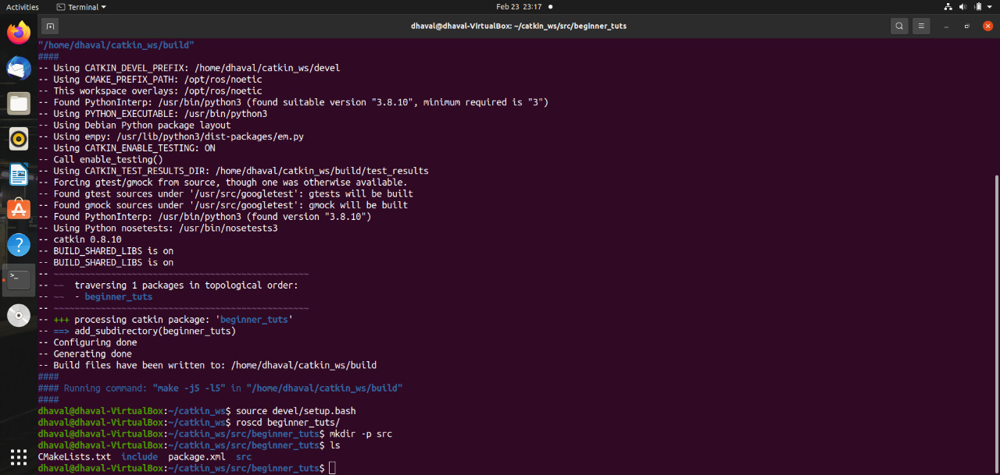 Activities
Terminal
Feb 23 23:17
dhaval@dhaval-VirtualBox: ~/catkin_ws/src/beginner_tuts
"/home/dhaval/catkin_ws/build"
####
-- Using CATKIN_DEVEL_PREFIX: /home/dhaval/catkin_ws/devel
-- Using CMAKE_PREFIX_PATH: /opt/ros/noetic
-- This workspace overlays: /opt/ros/noetic
-- Found PythonInterp: /usr/bin/python3 (found suitable version "3.8.10", minimum required is "3")
-- Using PYTHON_EXECUTABLE: /usr/bin/python3
-- Using Debian Python package layout
-- Using empy: /usr/lib/python3/dist-packages/em.py
-- Using CATKIN_ENABLE_TESTING: ON
-- Call enable_testing()
-- Using CATKIN_TEST_RESULTS_DIR: /home/dhaval/catkin_ws/build/test_results
-- Forcing gtest/gmock from source, though one was otherwise available.
-- Found gtest sources under '/usr/src/googletest': gtests will be built
-- Found gmock sources under '/usr/src/googletest': gmock will be built
-- Found PythonInterp: /usr/bin/python3 (found version "3.8.10")
-- Using Python nosetests: /usr/bin/nosetests3
-- catkin 0.8.10
-- BUILD_SHARED_LIBS is on
-- BUILD_SHARED_LIBS is on
-- ~~~~~~~~~~~~~~~~~~~~~~~~~~~~~~~~~~~~~~~~~~~~~~~~~
-- ~~  traversing 1 packages in topological order:
-- ~~  - beginner_tuts
-- ~~~~~~~~~~~~~~~~~~~~~~~~~~~~~~~~~~~~~~~~~~~~~~~~~
-- +++ processing catkin package: 'beginner_tuts'
-- ==> add_subdirectory(beginner_tuts)
-- Configuring done
-- Generating done
-- Build files have been written to: /home/dhaval/catkin_ws/build
####
#### Running command: "make -j5 -l5" in "/home/dhaval/catkin_ws/build"
####
dhaval@dhaval-VirtualBox:~/catkin_ws$ source devel/setup.bash
dhaval@dhaval-VirtualBox:~/catkin_ws$ roscd beginner_tuts/
dhaval@dhaval-VirtualBox:~/catkin_ws/src/beginner_tuts$ mkdir -p src
dhaval@dhaval-VirtualBox:~/catkin_ws/src/beginner_tuts$ ls
CMakeLists.txt  include  package.xml  src
dhaval@dhaval-VirtualBox:~/catkin_ws/src/beginner_tuts$